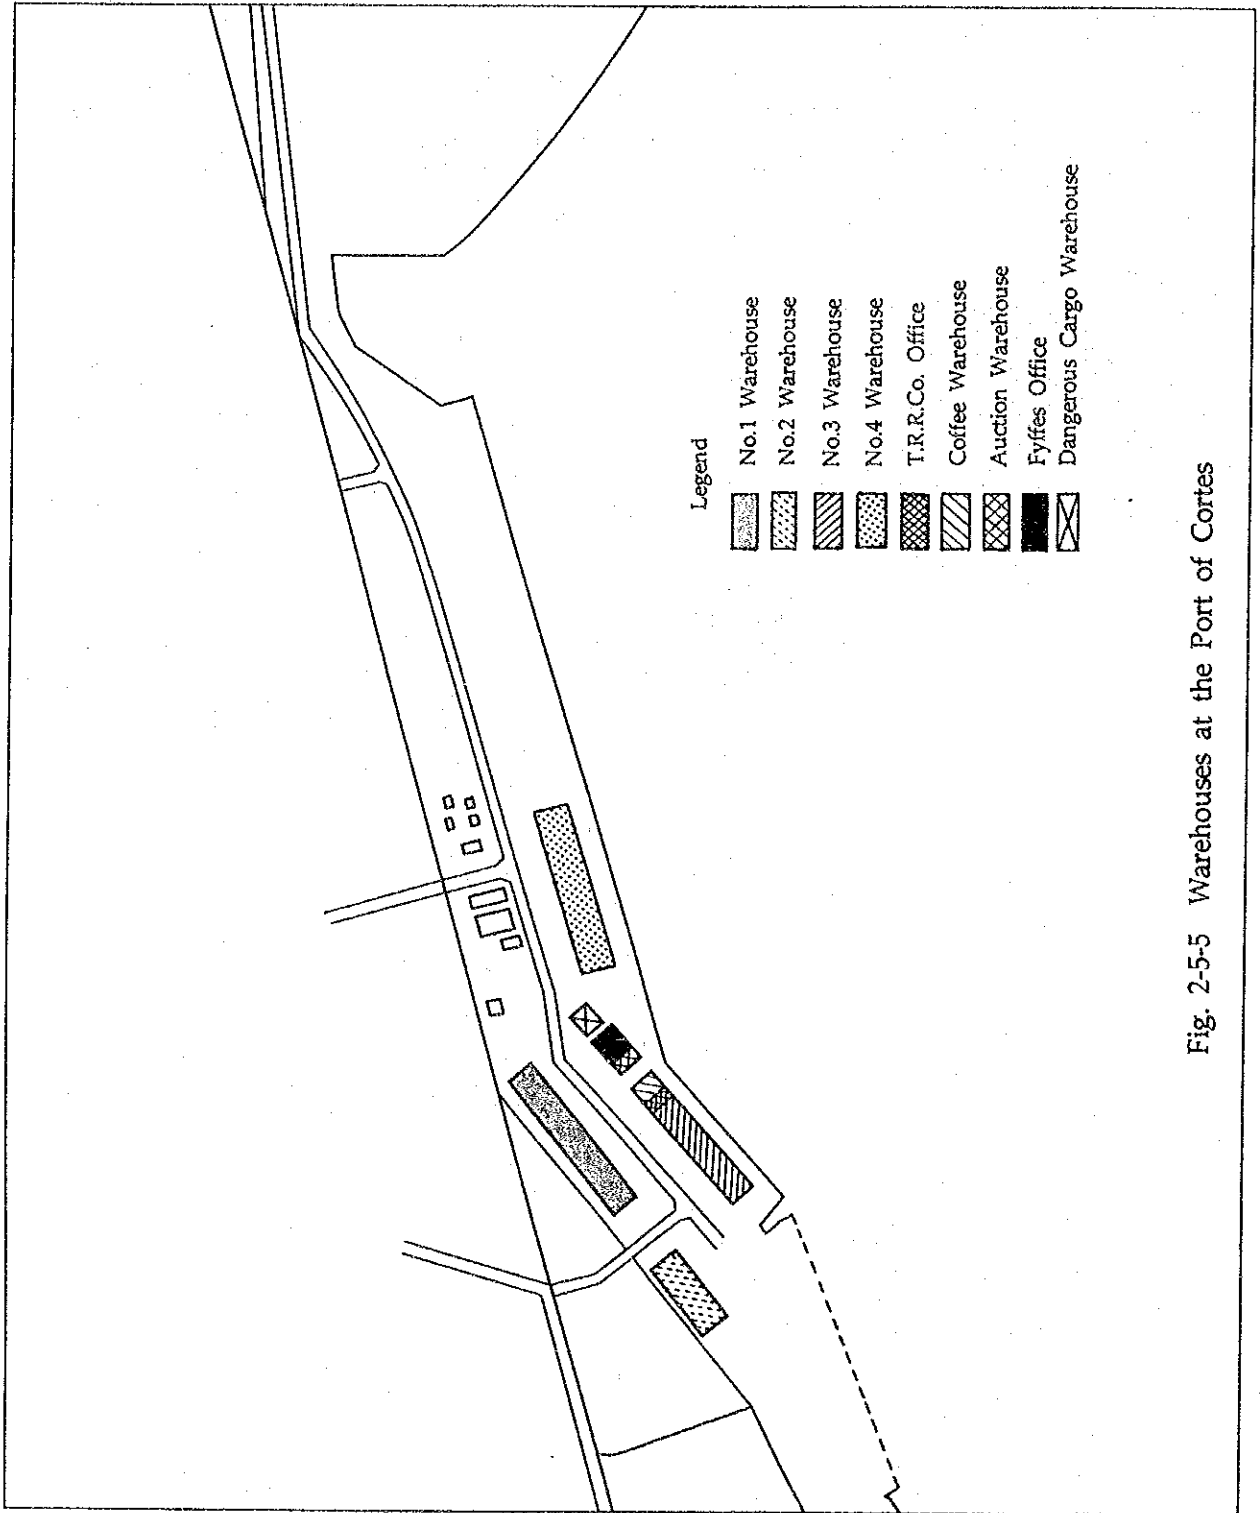 Legend
No.1 Warehouse
No.2 Warehouse
No.3 Warehouse
No.4 Warehouse
T.R.R.Co. Office
Coffee Warehouse
Auction Warehouse
Fyffes Office
Dangerous Cargo Warehouse
Fig. 2-5-5 Warehouses at the Port of Cortes